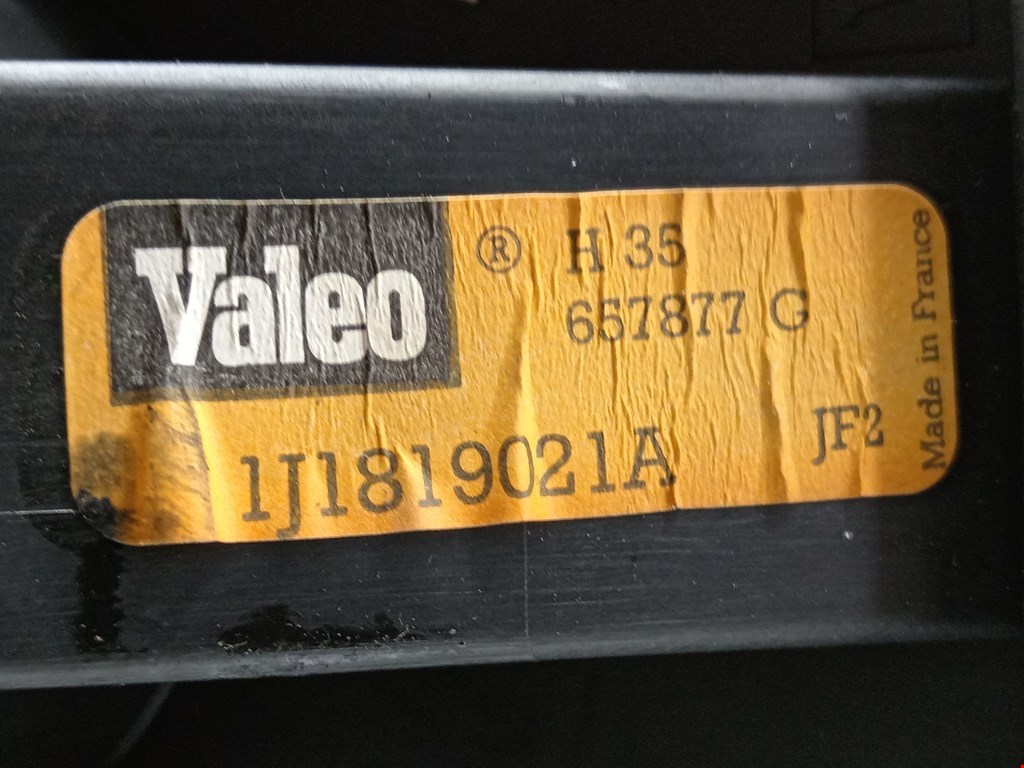 Valeo ® H 35
657877 G
1J1819021A JF2
Made in France